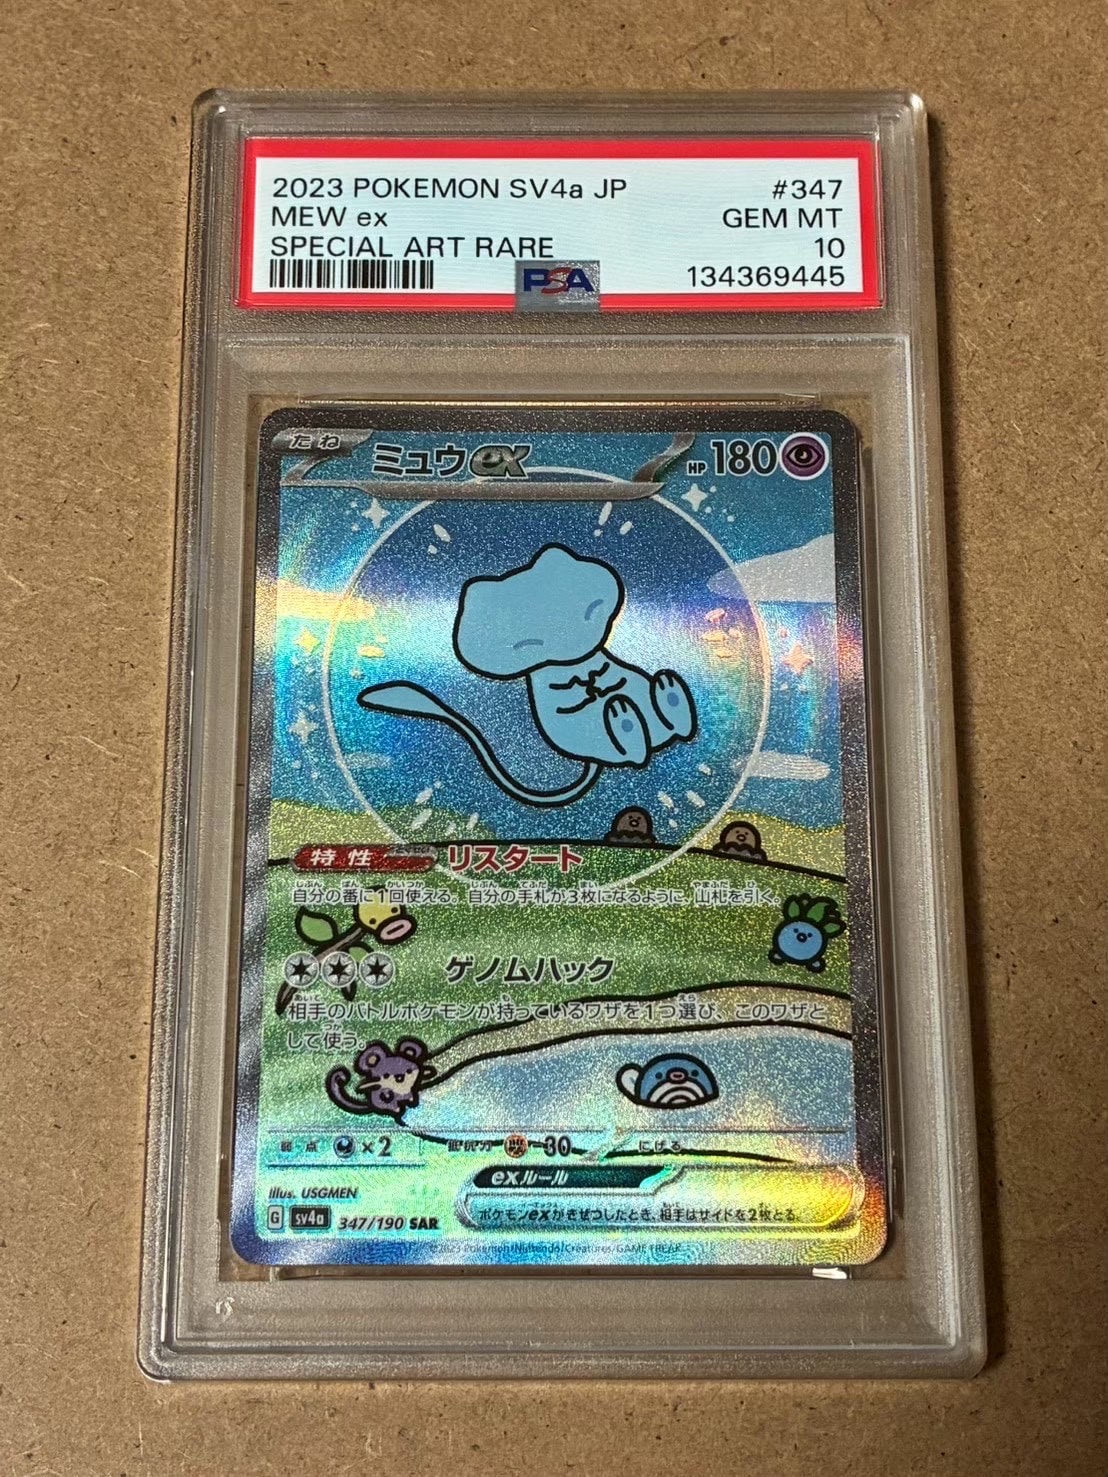 2023 POKEMON SV4a JP #347
MEW ex GEM MT
SPECIAL ART RARE 10
PSA 134369445
たね ミュウex HP 180
特性 リスタート
自分の番に1回使える。自分の手札が3枚になるように、山札を引く。
ゲノムハック
相手のバトルポケモンが持っているワザを1つ選び、このワザと
して使う。
弱点 ×2 抵抗力 -30 にげる
exルール
ポケモンexがきぜつしたとき、相手はサイドを2枚とる。
Illus. USGMEN
G sv4a 347/190 SAR
©2023 Pokémon/Nintendo/Creatures/GAME FREAK